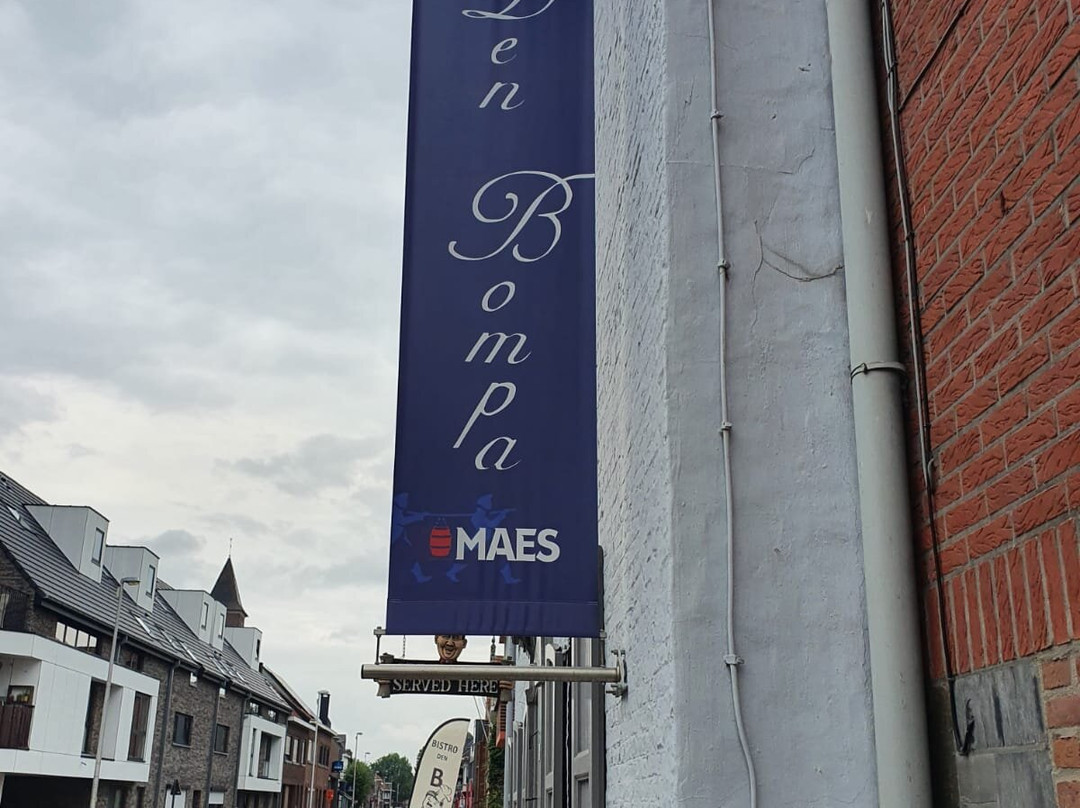 Den
Bompa
MAES
SERVED HERE
BISTRO
DEN
B